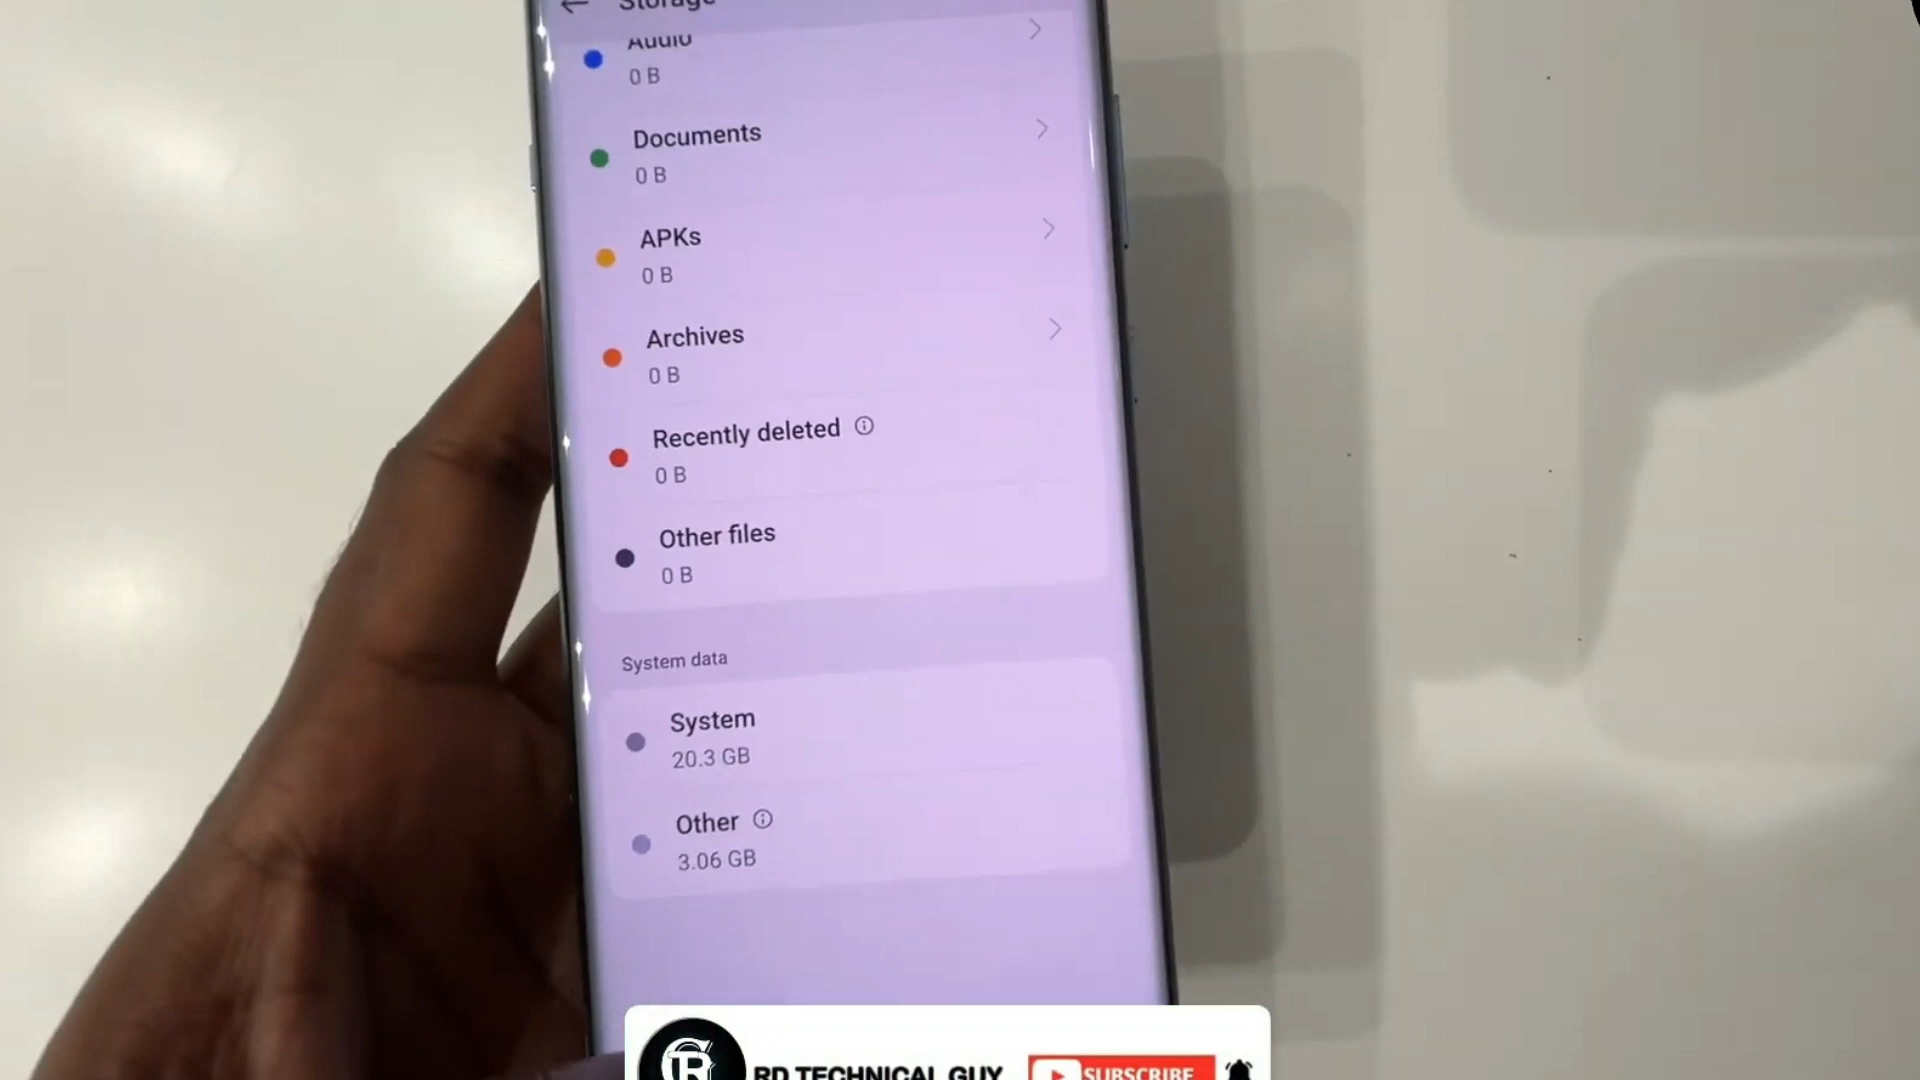 Storage
Audio
0 B
Documents
0 B
APKs
0 B
Archives
0 B
Recently deleted
0 B
Other files
0 B
System data
System
20.3 GB
Other
3.06 GB
RD TECHNICAL GUY
SUBSCRIBE